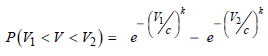 P(V₁ < V < V₂) = e^{-(V₁/c)^k} - e^{-(V₂/c)^k}